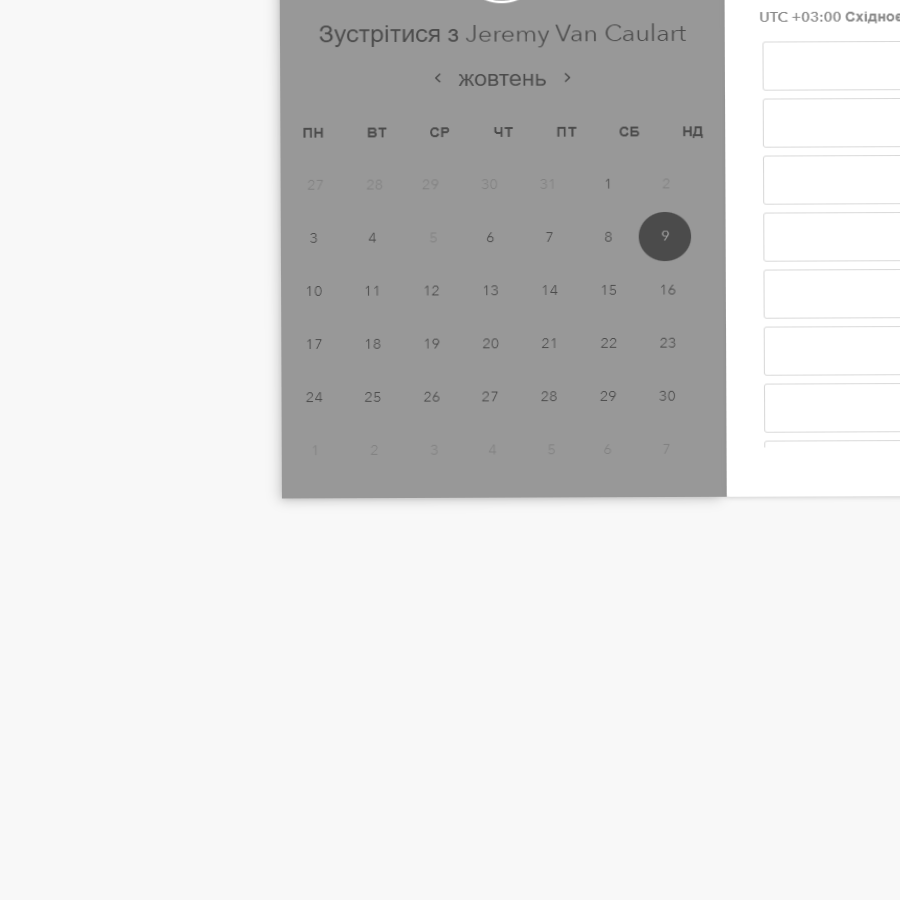 Зустрітися з Jeremy Van Caulart
‹ жовтень ›
ПН ВТ СР ЧТ ПТ СБ НД
27 28 29 30 31 1 2
3 4 5 6 7 8 9
10 11 12 13 14 15 16
17 18 19 20 21 22 23
24 25 26 27 28 29 30
1 2 3 4 5 6 7
UTC +03:00